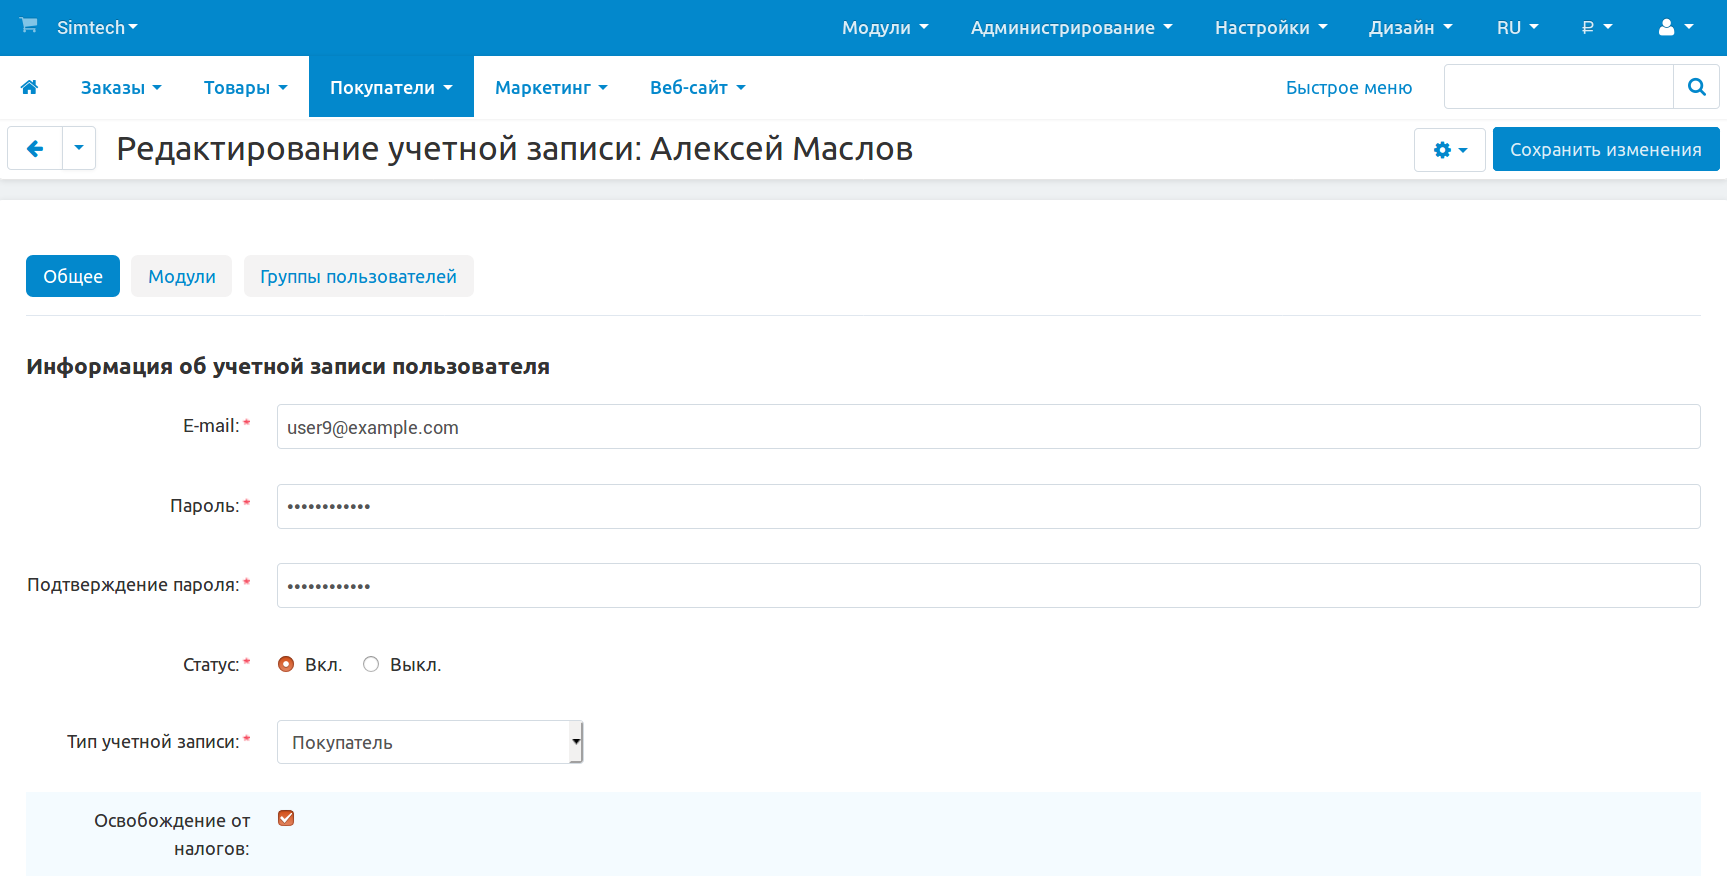 Simtech Модули Администрирование Настройки Дизайн RU ₽
Заказы Товары Покупатели Маркетинг Веб-сайт Быстрое меню
Редактирование учетной записи: Алексей Маслов Сохранить изменения
Общее Модули Группы пользователей
Информация об учетной записи пользователя
E-mail:* user9@example.com
Пароль:* ••••••••••••
Подтверждение пароля:* ••••••••••••
Статус:* Вкл. Выкл.
Тип учетной записи:* Покупатель
Освобождение от
налогов: